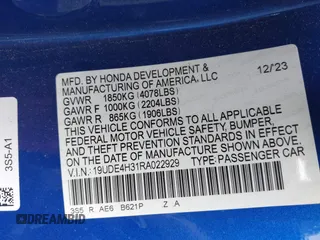 MFD. BY HONDA DEVELOPMENT &
MANUFACTURING OF AMERICA, LLC
GVWR 1850KG (4078LBS) 12/23
GAWR F 1000KG (2204LBS)
GAWR R 865KG (1906LBS)
THIS VEHICLE CONFORMS TO ALL APPLICABLE
FEDERAL MOTOR VEHICLE SAFETY, BUMPER,
AND THEFT PREVENTION STANDARDS IN
EFFECT ON THE DATE OF MANUFACTURE
SHOWN ABOVE.
V.I.N: 19UDE4H31RA022929 TYPE: PASSENGER CAR
3S5 R AE6 B621P Z A
3S5-A1
DREAMBID